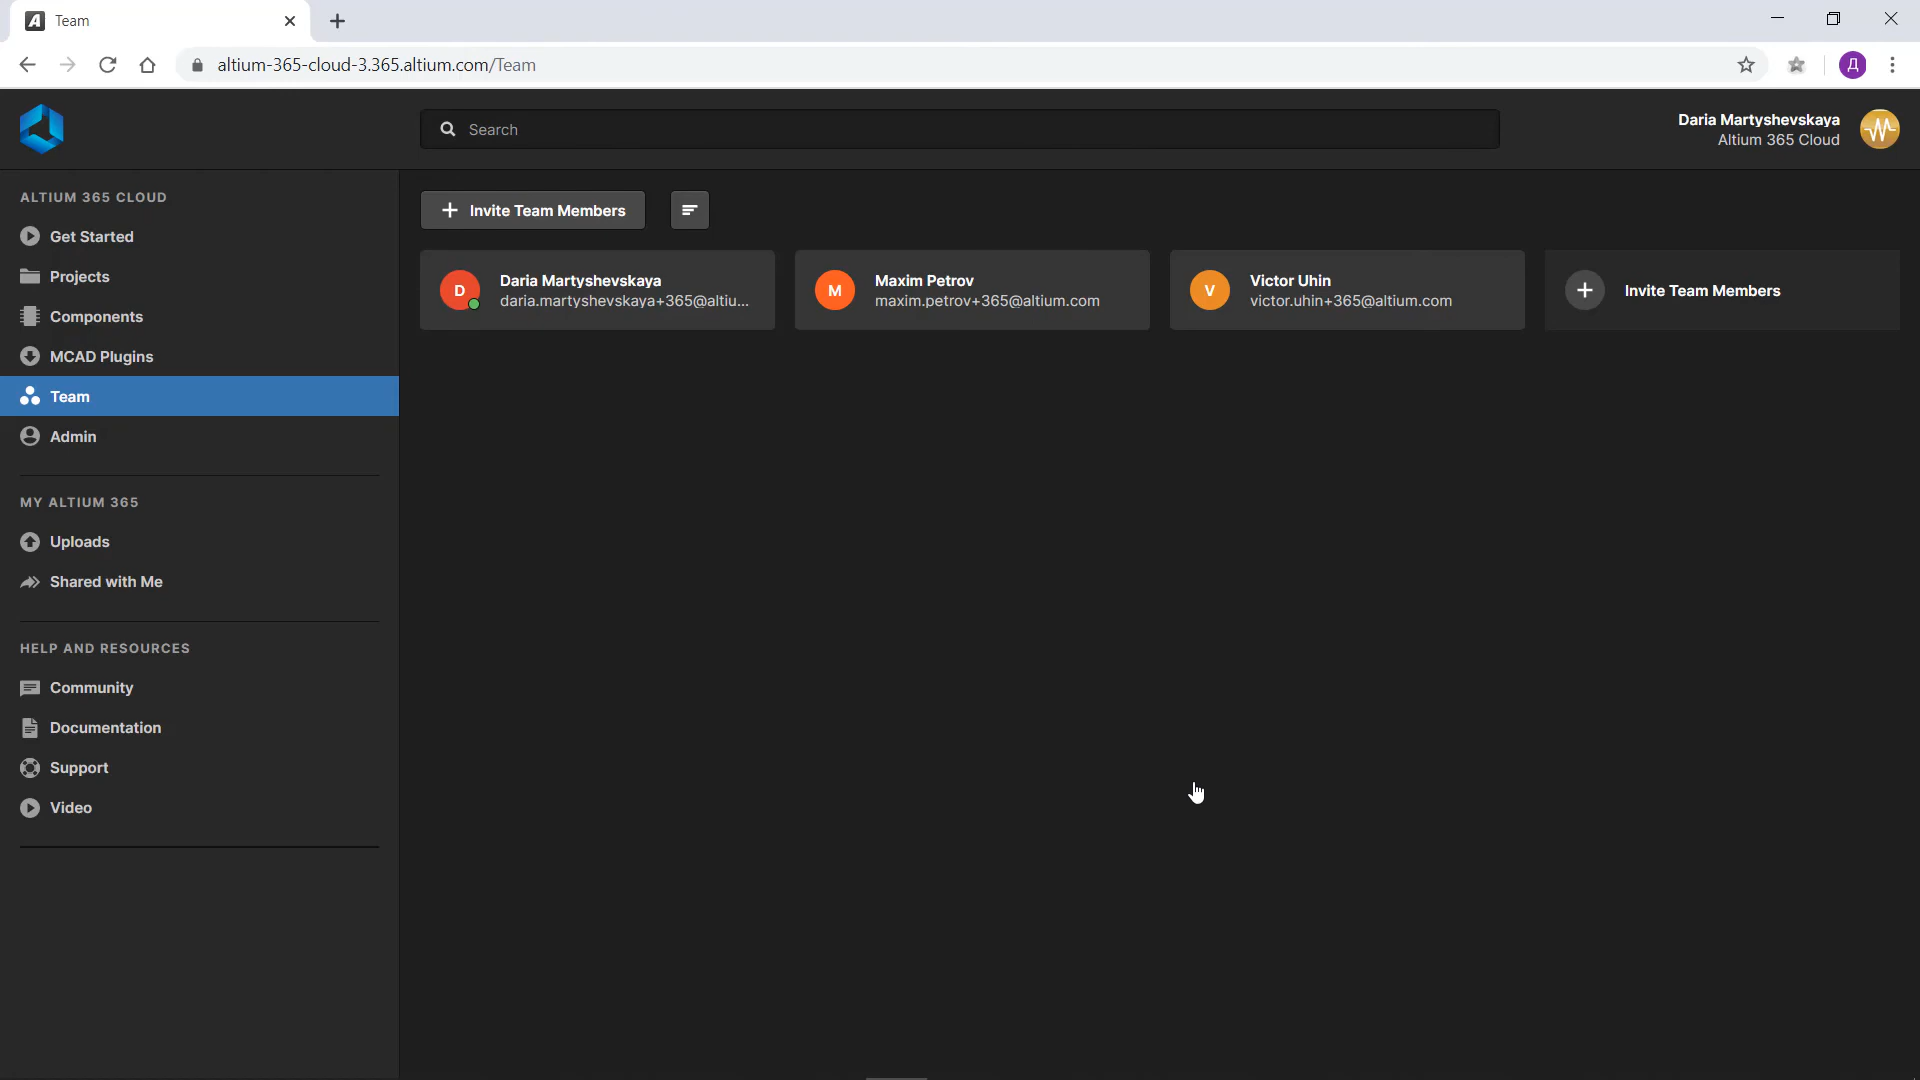 Team
altium-365-cloud-3.365.altium.com/Team
Д
Search
Daria Martyshevskaya
Altium 365 Cloud
ALTIUM 365 CLOUD
Get Started
Projects
Components
MCAD Plugins
Team
Admin
MY ALTIUM 365
Uploads
Shared with Me
HELP AND RESOURCES
Community
Documentation
Support
Video
Invite Team Members
D
Daria Martyshevskaya
daria.martyshevskaya+365@altiu...
M
Maxim Petrov
maxim.petrov+365@altium.com
V
Victor Uhin
victor.uhin+365@altium.com
Invite Team Members